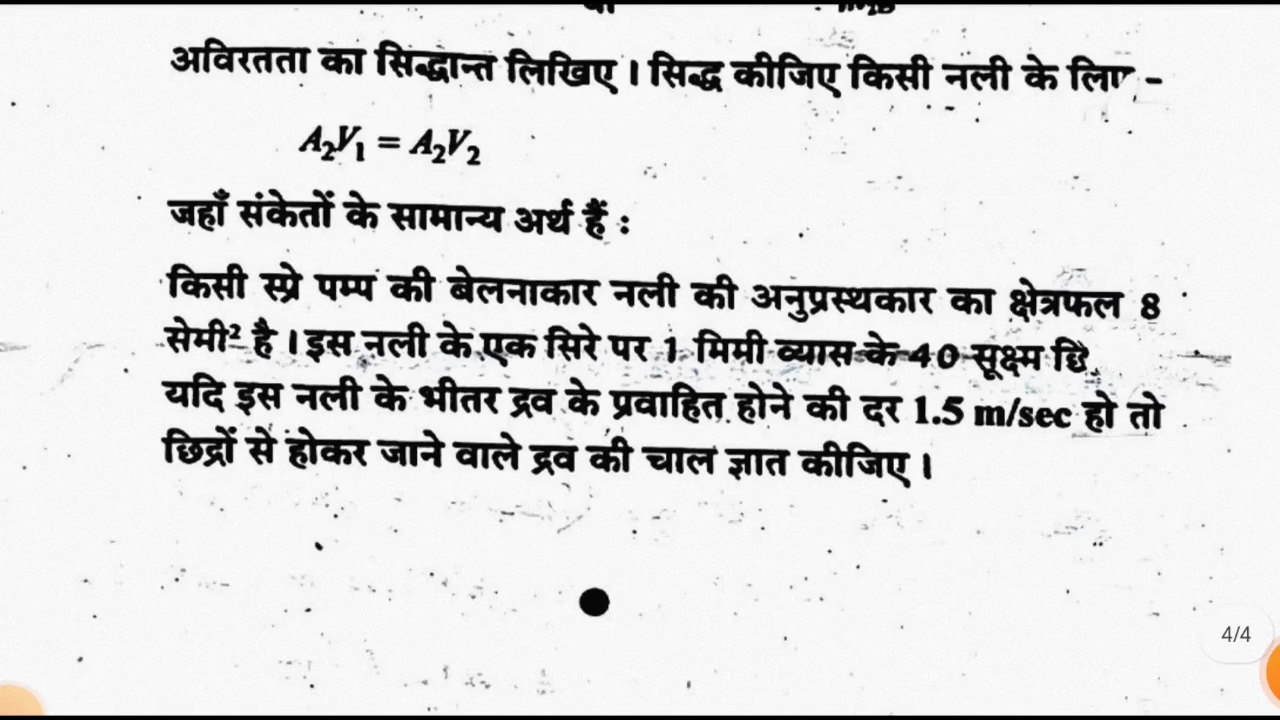 या
अविरतता का सिद्धान्त लिखिए । सिद्ध कीजिए किसी नली के लिए -
A₂V₁ = A₂V₂
जहाँ संकेतों के सामान्य अर्थ हैं :
किसी स्प्रे पम्प की बेलनाकार नली की अनुप्रस्थकार का क्षेत्रफल 8
सेमी² है । इस नली के एक सिरे पर 1 मिमी व्यास के 40 सूक्ष्म
यदि इस नली के भीतर द्रव के प्रवाहित होने की दर 1.5 m/sec हो तो
छिद्रों से होकर जाने वाले द्रव की चाल ज्ञात कीजिए ।
4/4